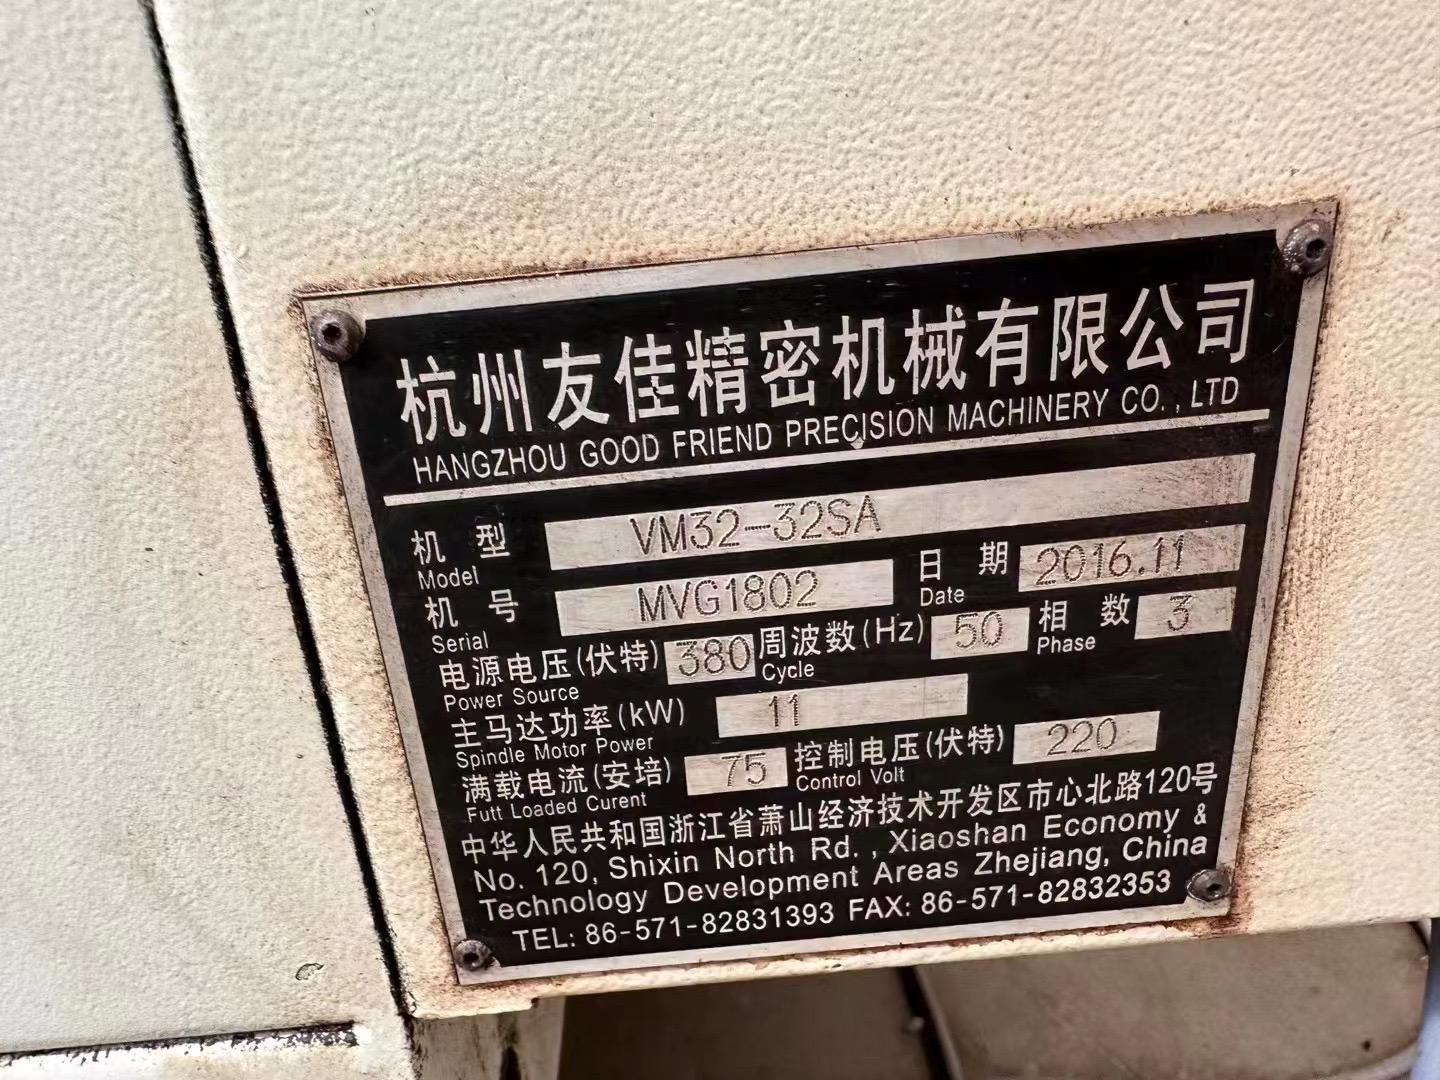 杭州友佳精密机械有限公司
HANGZHOU GOOD FRIEND PRECISION MACHINERY CO., LTD
机 型 VM32-32SA
Model
机 号 MVG1802 日 期 2016.11
Serial Date
电源电压(伏特) 380 周波数(Hz) 50 相 数 3
Power Source Cycle Phase
主马达功率(kW) 11
Spindle Motor Power
满载电流(安培) 75 控制电压(伏特) 220
Futt Loaded Curent Control Volt
中华人民共和国浙江省萧山经济技术开发区市心北路120号
No. 120, Shixin North Rd., Xiaoshan Economy &
Technology Development Areas Zhejiang, China
TEL: 86-571-82831393 FAX: 86-571-82832353